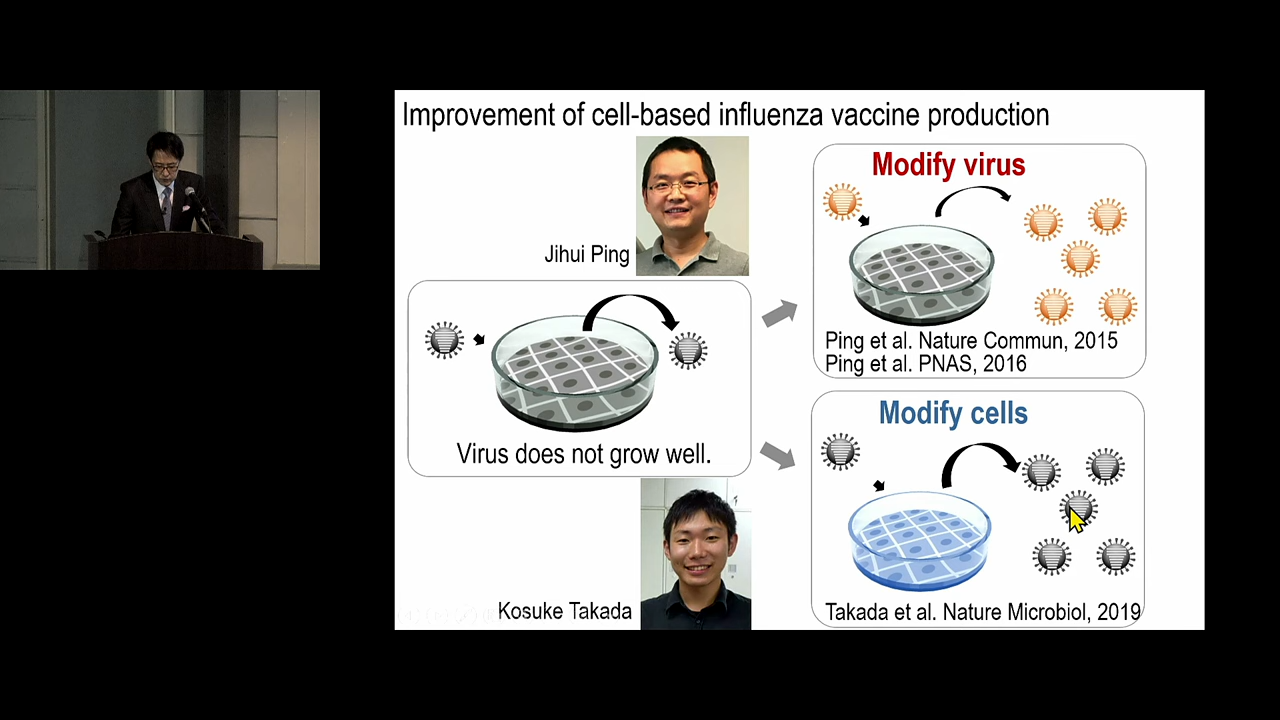 Improvement of cell-based influenza vaccine production
Jihui Ping
Modify virus
Ping et al. Nature Commun, 2015
Ping et al. PNAS, 2016
Virus does not grow well.
Modify cells
Kosuke Takada
Takada et al. Nature Microbiol, 2019